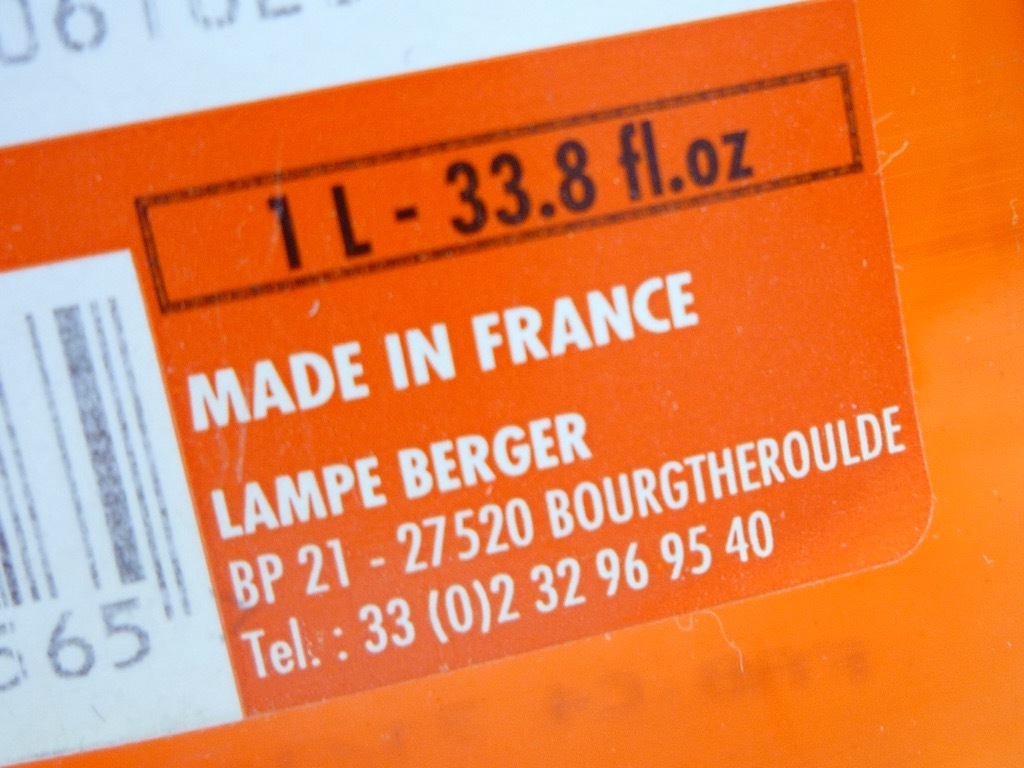 1 L - 33.8 fl.oz
MADE IN FRANCE
LAMPE BERGER
BP 21 - 27520 BOURGTHEROULDE
Tel. : 33 (0)2 32 96 95 40
65